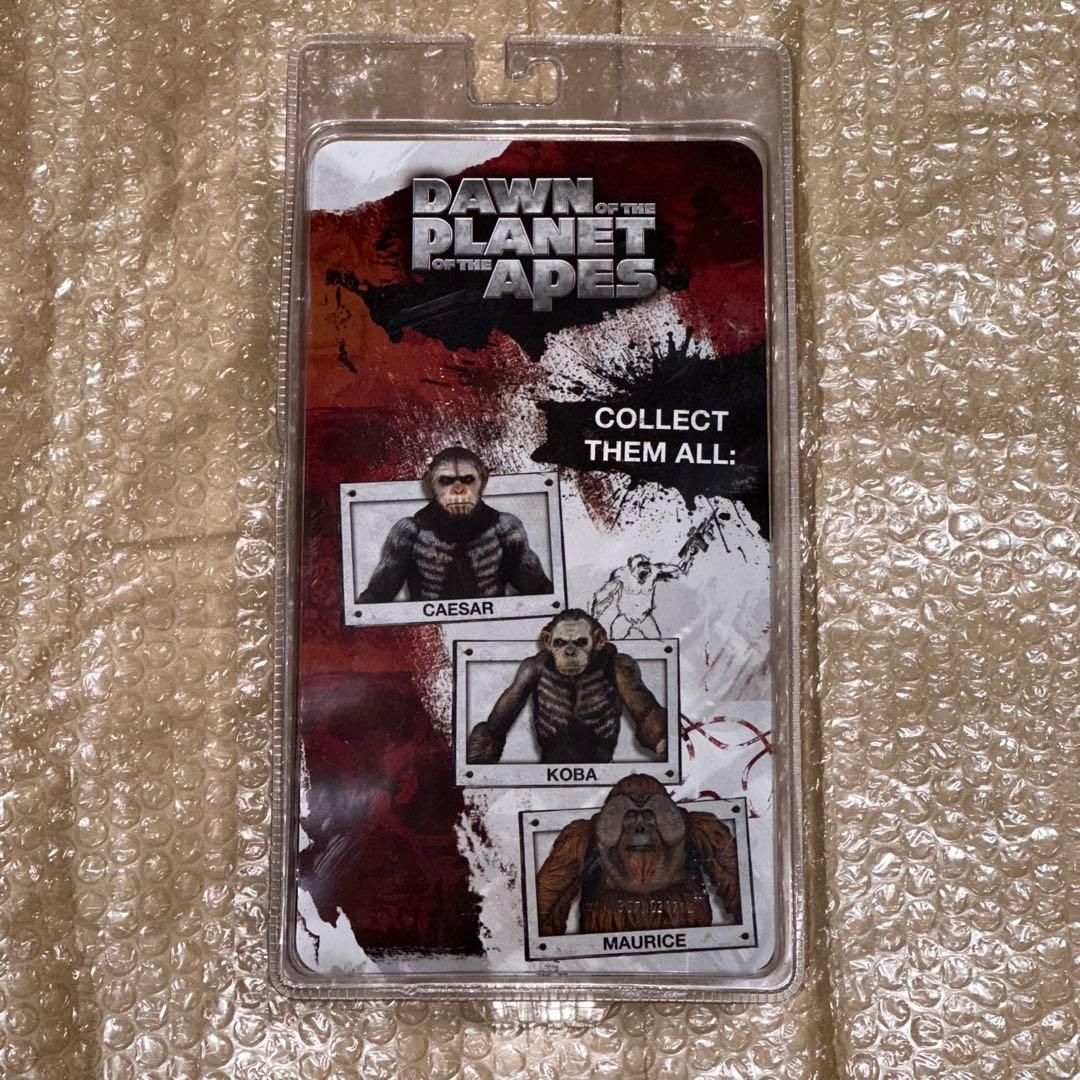 DAWN OF THE
PLANET
OF THE APES
COLLECT
THEM ALL:
CAESAR
KOBA
MAURICE